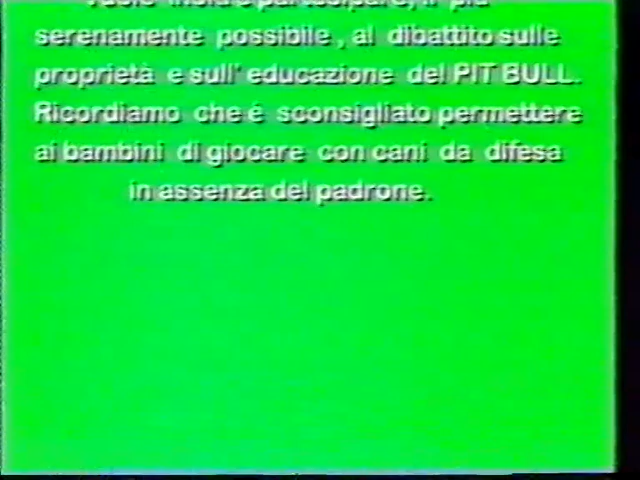 serenamente possibile, al dibattito sulle
proprietà e sull' educazione del PIT BULL.
Ricordiamo che è sconsigliato permettere
ai bambini di giocare con cani da difesa
in assenza del padrone.